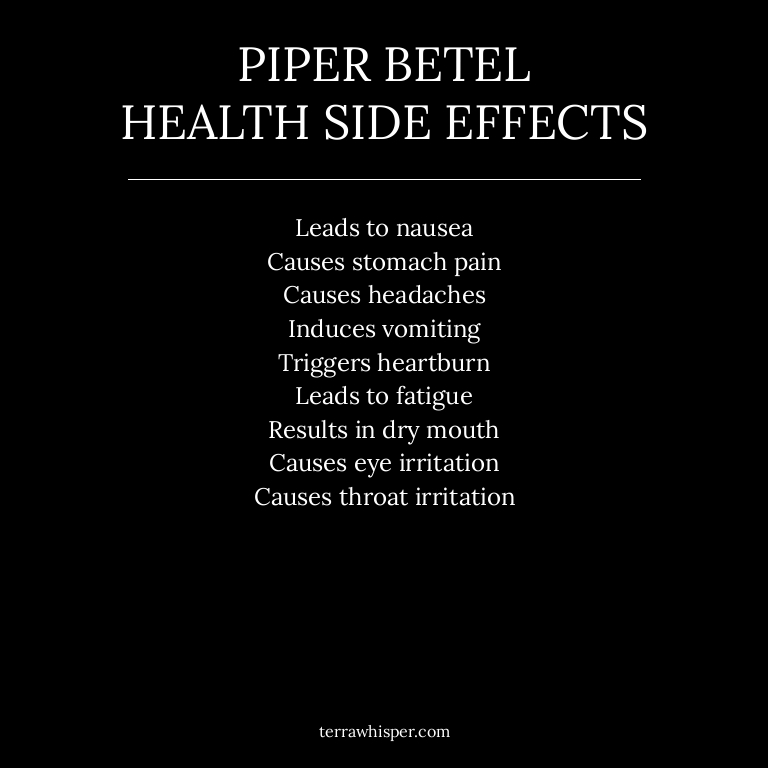 PIPER BETEL
HEALTH SIDE EFFECTS
Leads to nausea
Causes stomach pain
Causes headaches
Induces vomiting
Triggers heartburn
Leads to fatigue
Results in dry mouth
Causes eye irritation
Causes throat irritation
terrawhisper.com